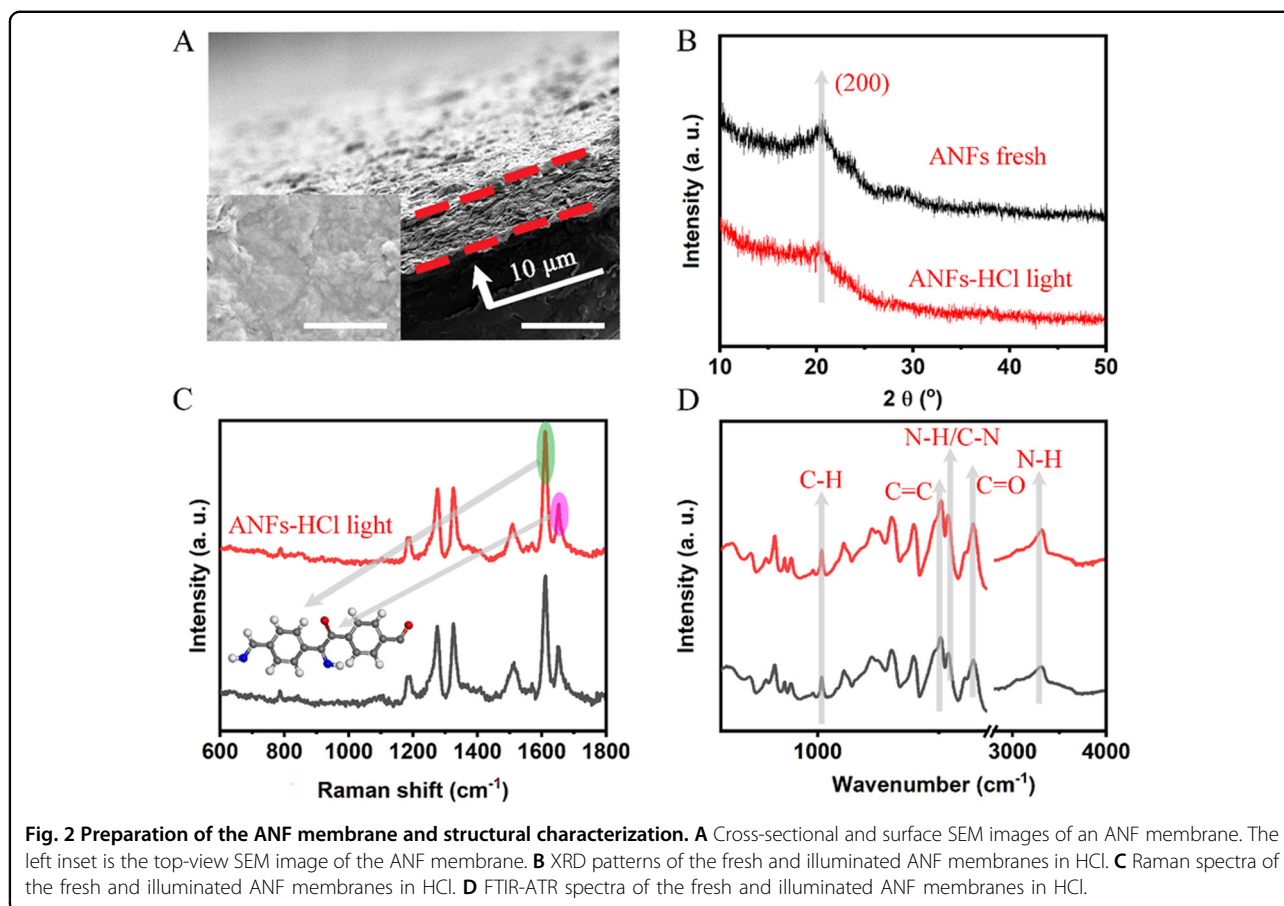 A
10 μm
B
(200)
ANFs fresh
ANFs-HCl light
Intensity (a. u.)
10 20 30 40 50
2 θ (º)
C
ANFs-HCl light
Intensity (a. u.)
600 800 1000 1200 1400 1600 1800
Raman shift (cm-1)
D
N-H/C-N
C-H
C=C
C=O
N-H
Intensity (a. u.)
1000 3000 4000
Wavenumber (cm-1)
Fig. 2 Preparation of the ANF membrane and structural characterization. A Cross-sectional and surface SEM images of an ANF membrane. The
left inset is the top-view SEM image of the ANF membrane. B XRD patterns of the fresh and illuminated ANF membranes in HCl. C Raman spectra of
the fresh and illuminated ANF membranes in HCl. D FTIR-ATR spectra of the fresh and illuminated ANF membranes in HCl.